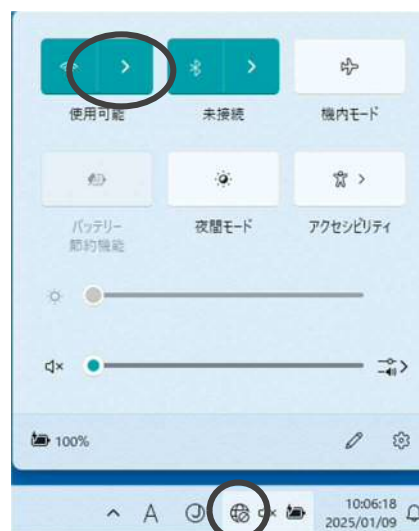 使用可能
未接続
機内モード
バッテリー
節約機能
夜間モード
アクセシビリティ
100%
A
10:06:18
2025/01/09